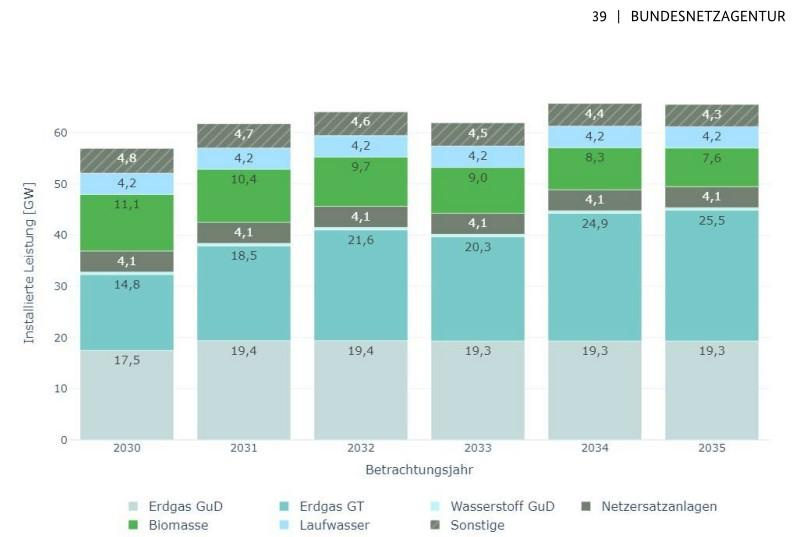 39 | BUNDESNETZAGENTUR
Installierte Leistung [GW]
60
50
40
30
20
10
0
4,8 4,7 4,6 4,5 4,4 4,3
4,2 4,2 4,2 4,2 4,2 4,2
11,1 10,4 9,7 9,0 8,3 7,6
4,1 4,1 4,1 4,1 4,1 4,1
14,8 18,5 21,6 20,3 24,9 25,5
17,5 19,4 19,4 19,3 19,3 19,3
2030 2031 2032 2033 2034 2035
Betrachtungsjahr
Erdgas GuD Erdgas GT Wasserstoff GuD Netzersatzanlagen
Biomasse Laufwasser Sonstige